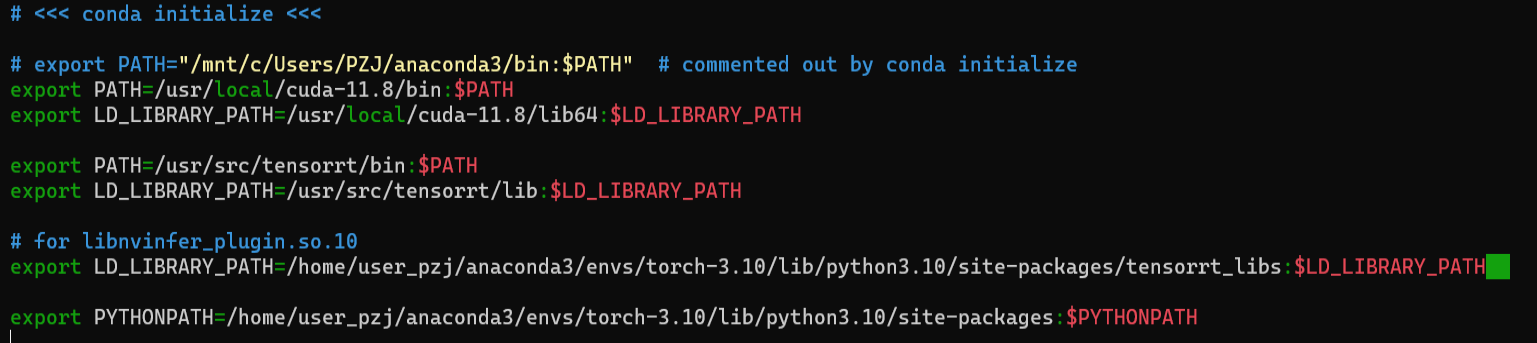 # <<< conda initialize <<<
# export PATH="/mnt/c/Users/PZJ/anaconda3/bin:$PATH"  # commented out by conda initialize
export PATH=/usr/local/cuda-11.8/bin:$PATH
export LD_LIBRARY_PATH=/usr/local/cuda-11.8/lib64:$LD_LIBRARY_PATH
export PATH=/usr/src/tensorrt/bin:$PATH
export LD_LIBRARY_PATH=/usr/src/tensorrt/lib:$LD_LIBRARY_PATH
# for libnvinfer_plugin.so.10
export LD_LIBRARY_PATH=/home/user_pzj/anaconda3/envs/torch-3.10/lib/python3.10/site-packages/tensorrt_libs:$LD_LIBRARY_PATH
export PYTHONPATH=/home/user_pzj/anaconda3/envs/torch-3.10/lib/python3.10/site-packages:$PYTHONPATH